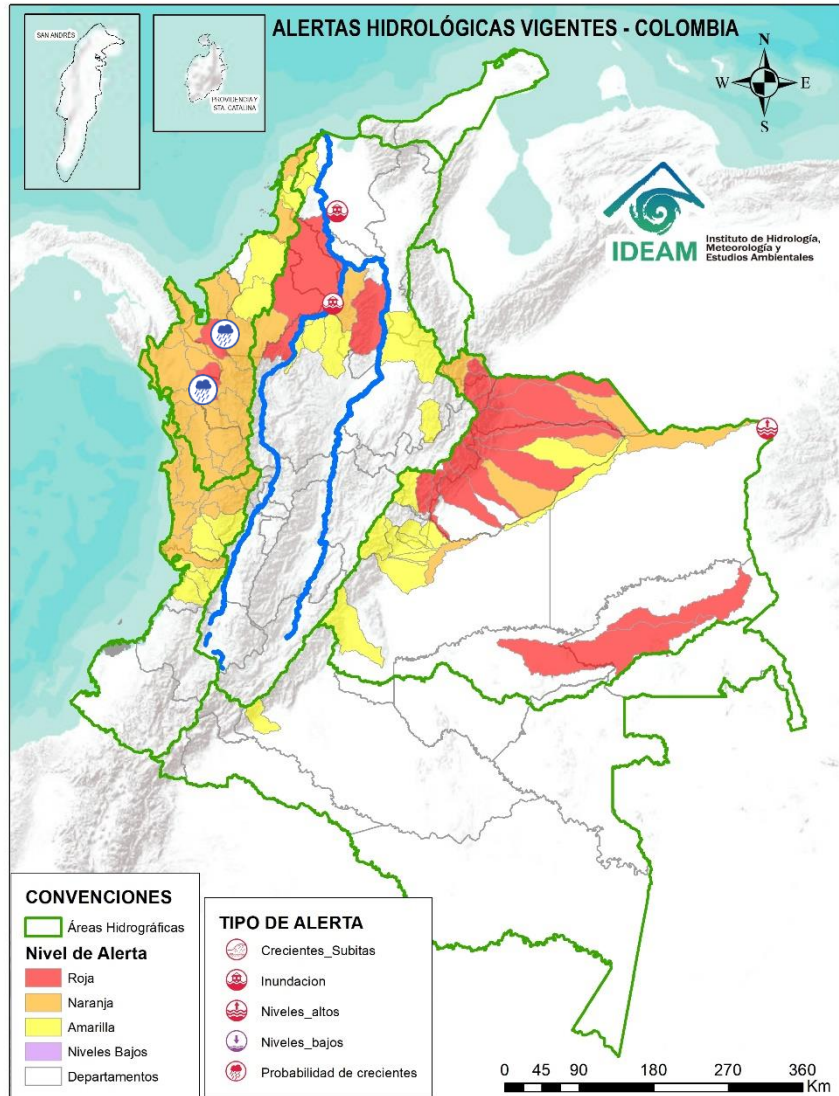 SAN ANDRÉS
PROVIDENCIA Y
STA. CATALINA
ALERTAS HIDROLÓGICAS VIGENTES - COLOMBIA
N
W
E
S
IDEAM
Instituto de Hidrología,
Meteorología y
Estudios Ambientales
CONVENCIONES
Áreas Hidrográficas
Nivel de Alerta
Roja
Naranja
Amarilla
Niveles Bajos
Departamentos
TIPO DE ALERTA
Crecientes_Subitas
Inundacion
Niveles_altos
Niveles_bajos
Probabilidad de crecientes
0 45 90 180 270 360
Km